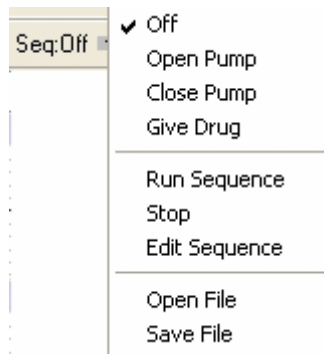 Seq:Off
Off
Open Pump
Close Pump
Give Drug
Run Sequence
Stop
Edit Sequence
Open File
Save File